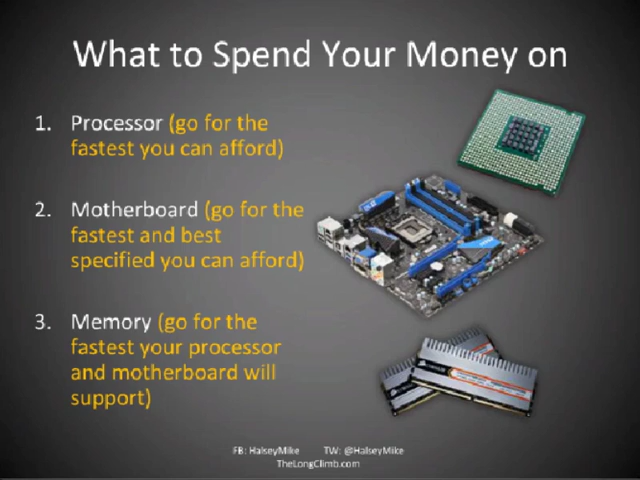 What to Spend Your Money on
1. Processor (go for the
fastest you can afford)
2. Motherboard (go for the
fastest and best
specified you can afford)
3. Memory (go for the
fastest your processor
and motherboard will
support)
FB: HalseyMike TW: @HalseyMike
TheLongClimb.com